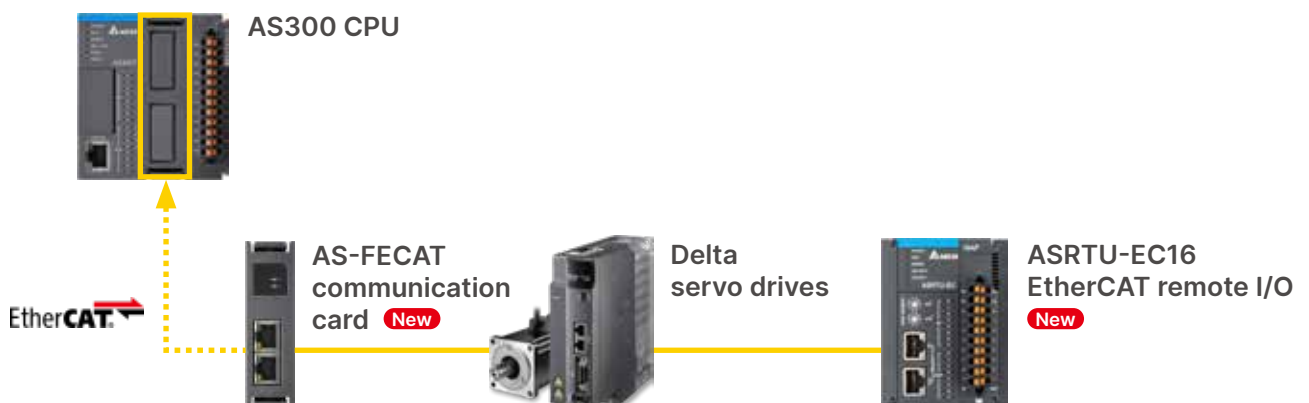 AS300 CPU
AS-FECAT
communication
card New
Delta
servo drives
ASRTU-EC16
EtherCAT remote I/O
New
EtherCAT.